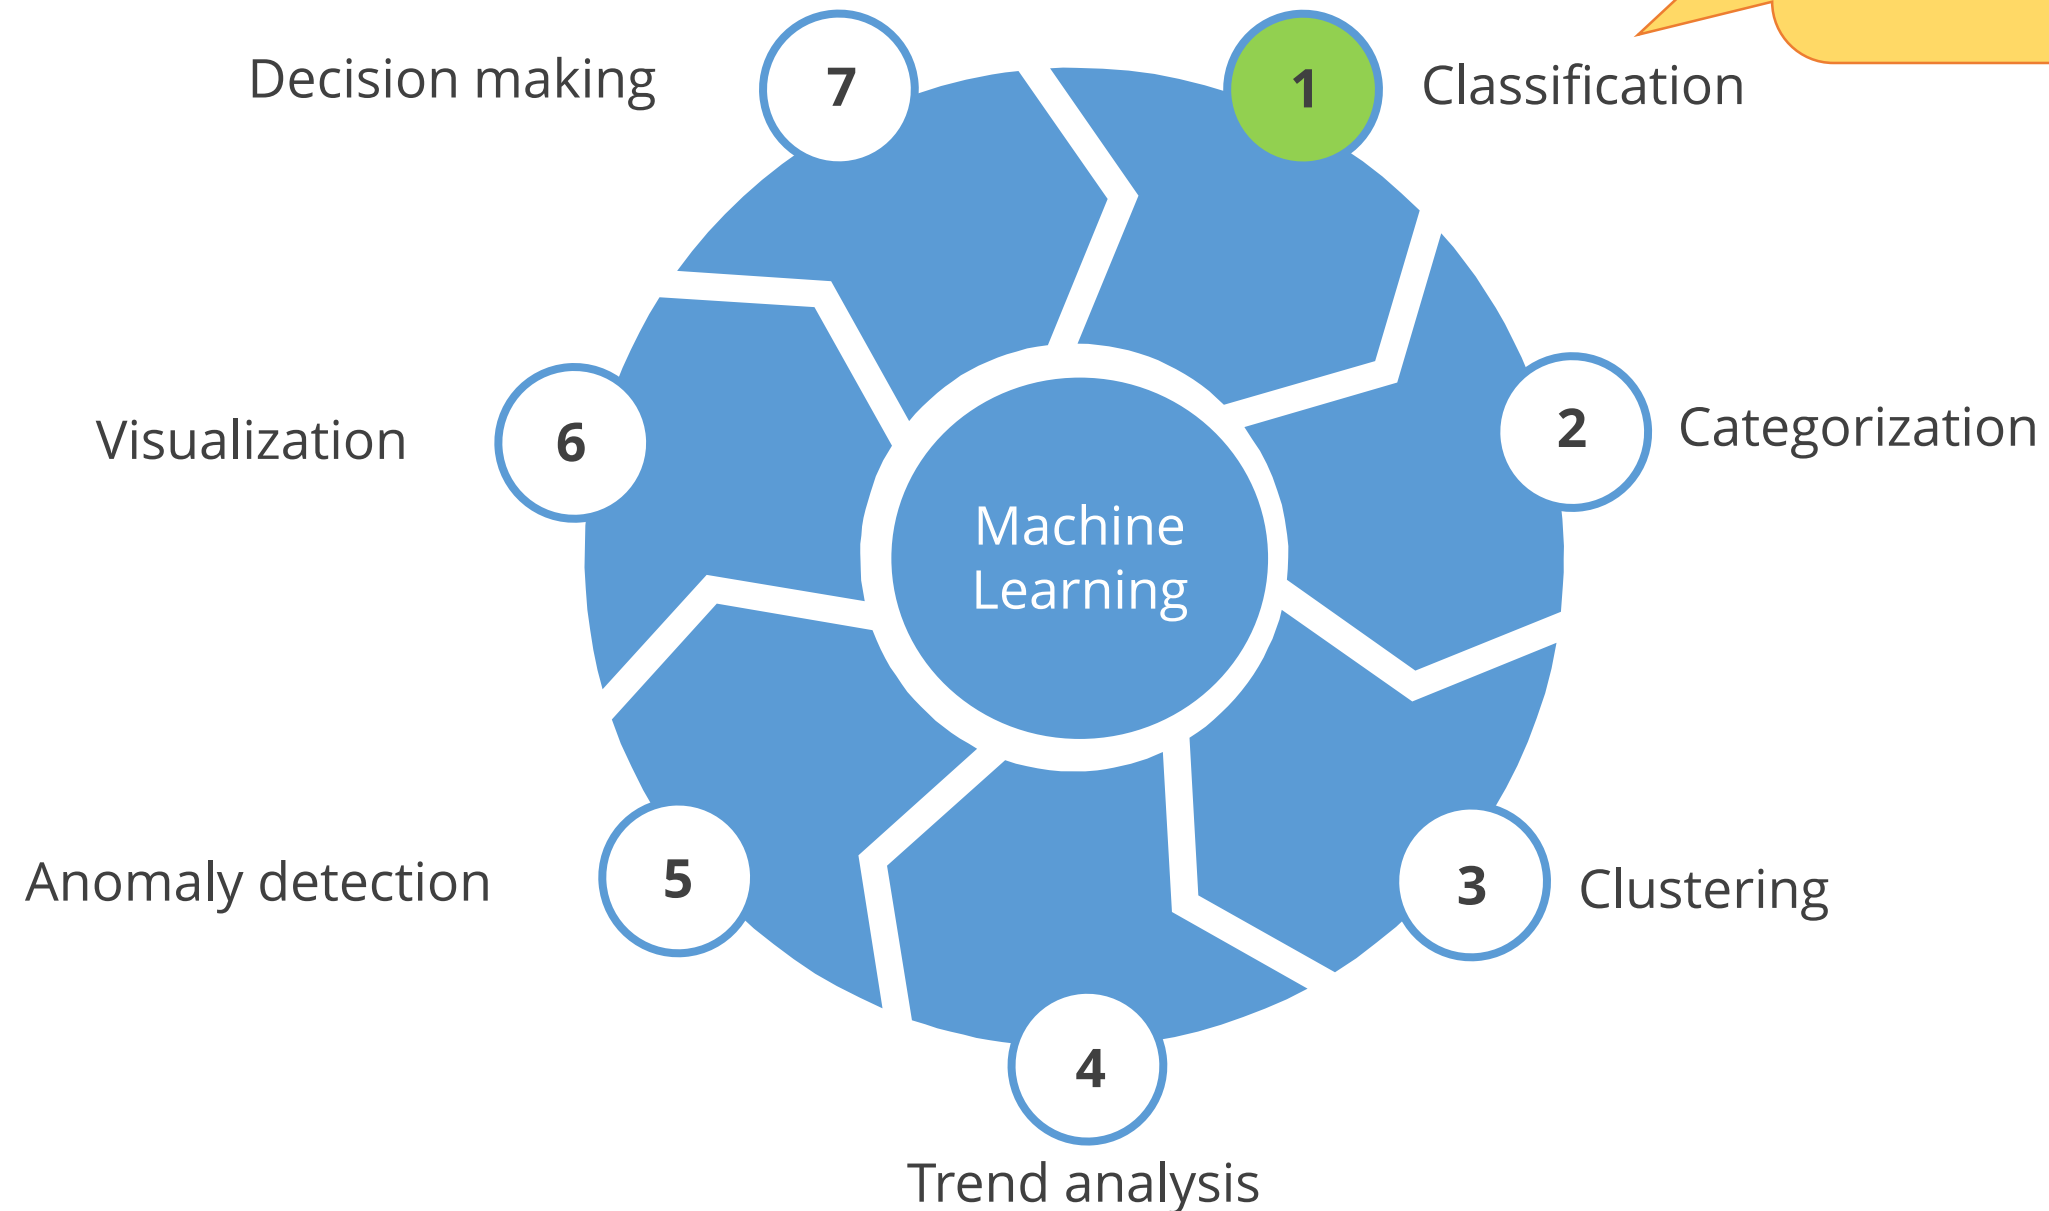 7
Decision making
1
Classification
2
Categorization
6
Visualization
Machine
Learning
5
Anomaly detection
3
Clustering
4
Trend analysis